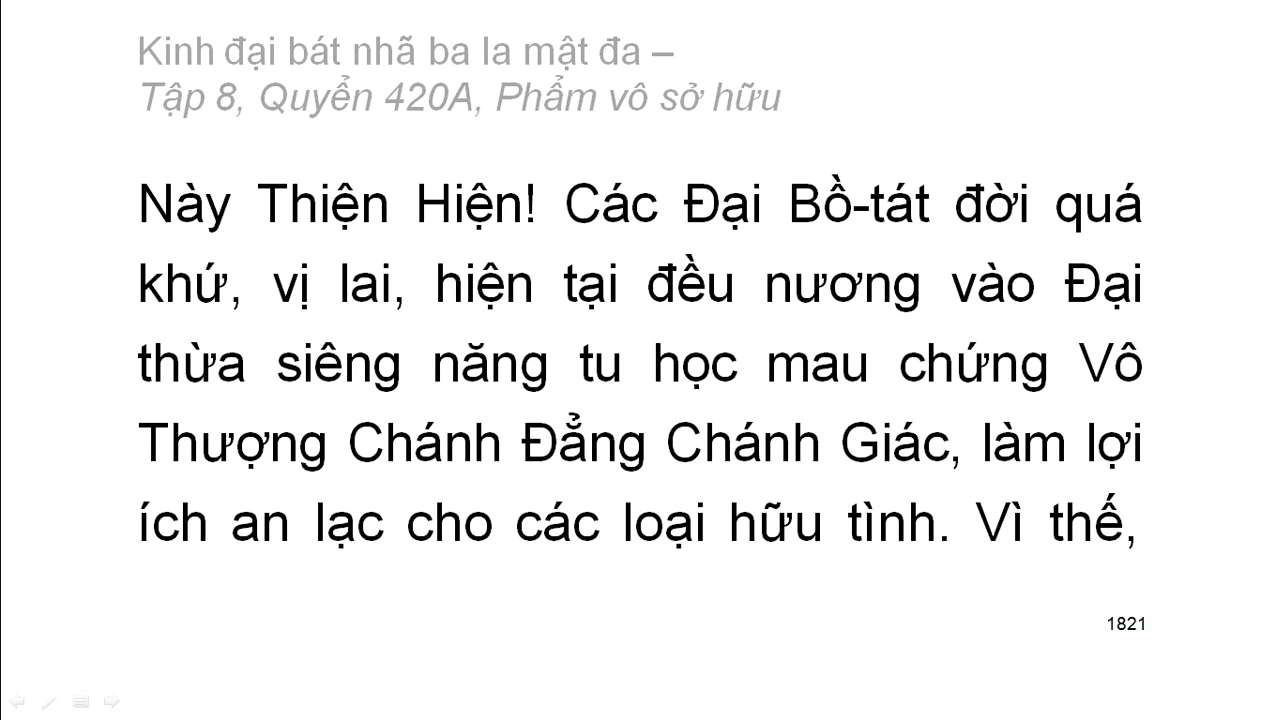 Kinh đại bát nhã ba la mật đa –
Tập 8, Quyển 420A, Phẩm vô sở hữu
Này Thiện Hiện! Các Đại Bồ-tát đời quá
khứ, vị lai, hiện tại đều nương vào Đại
thừa siêng năng tu học mau chứng Vô
Thượng Chánh Đẳng Chánh Giác, làm lợi
ích an lạc cho các loại hữu tình. Vì thế,
1821